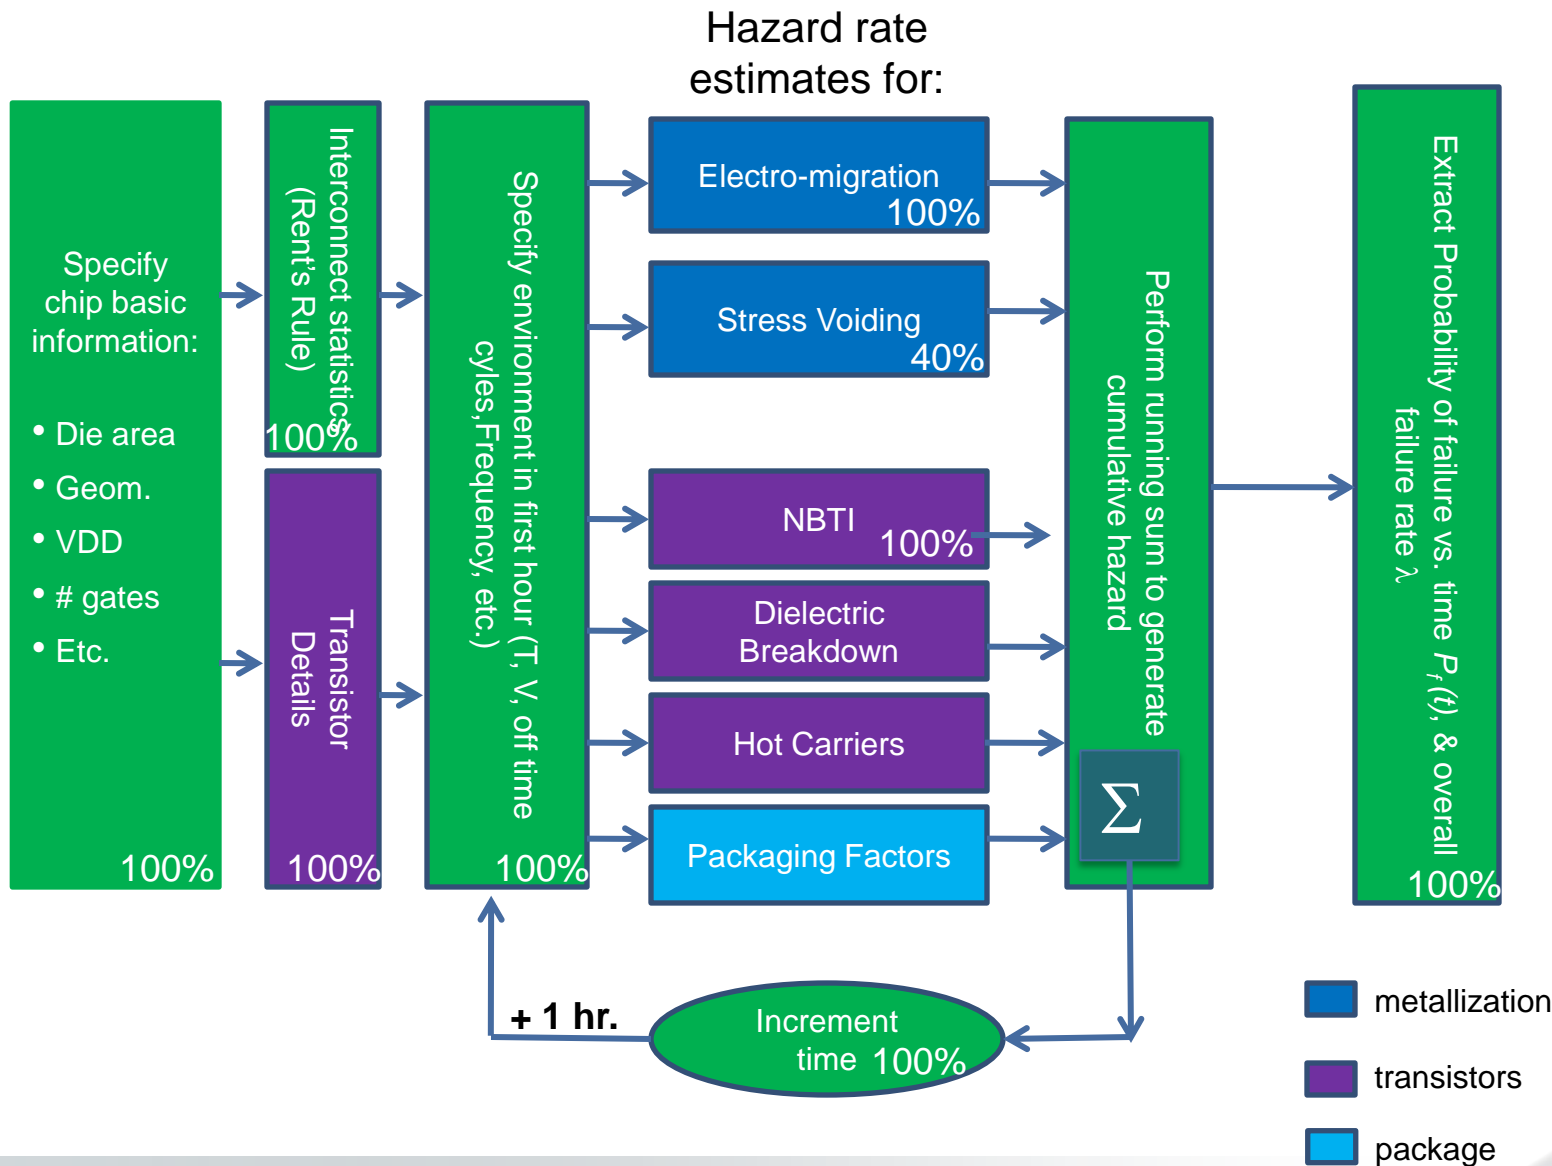 Hazard rate
estimates for:
Specify
chip basic
information:
• Die area
• Geom.
• VDD
• # gates
• Etc.
100%
Interconnect statistics
(Rent's Rule)
100%
Transistor
Details
100%
Specify environment in first hour (T, V, off time
cyles,Frequency, etc.)
100%
Electro-migration
100%
Stress Voiding
40%
NBTI
100%
Dielectric
Breakdown
Hot Carriers
Packaging Factors
Perform running sum to generate
cumulative hazard
Σ
Extract Probability of failure vs. time Pf (t), & overall
failure rate λ
100%
+ 1 hr.
Increment
time 100%
metallization
transistors
package